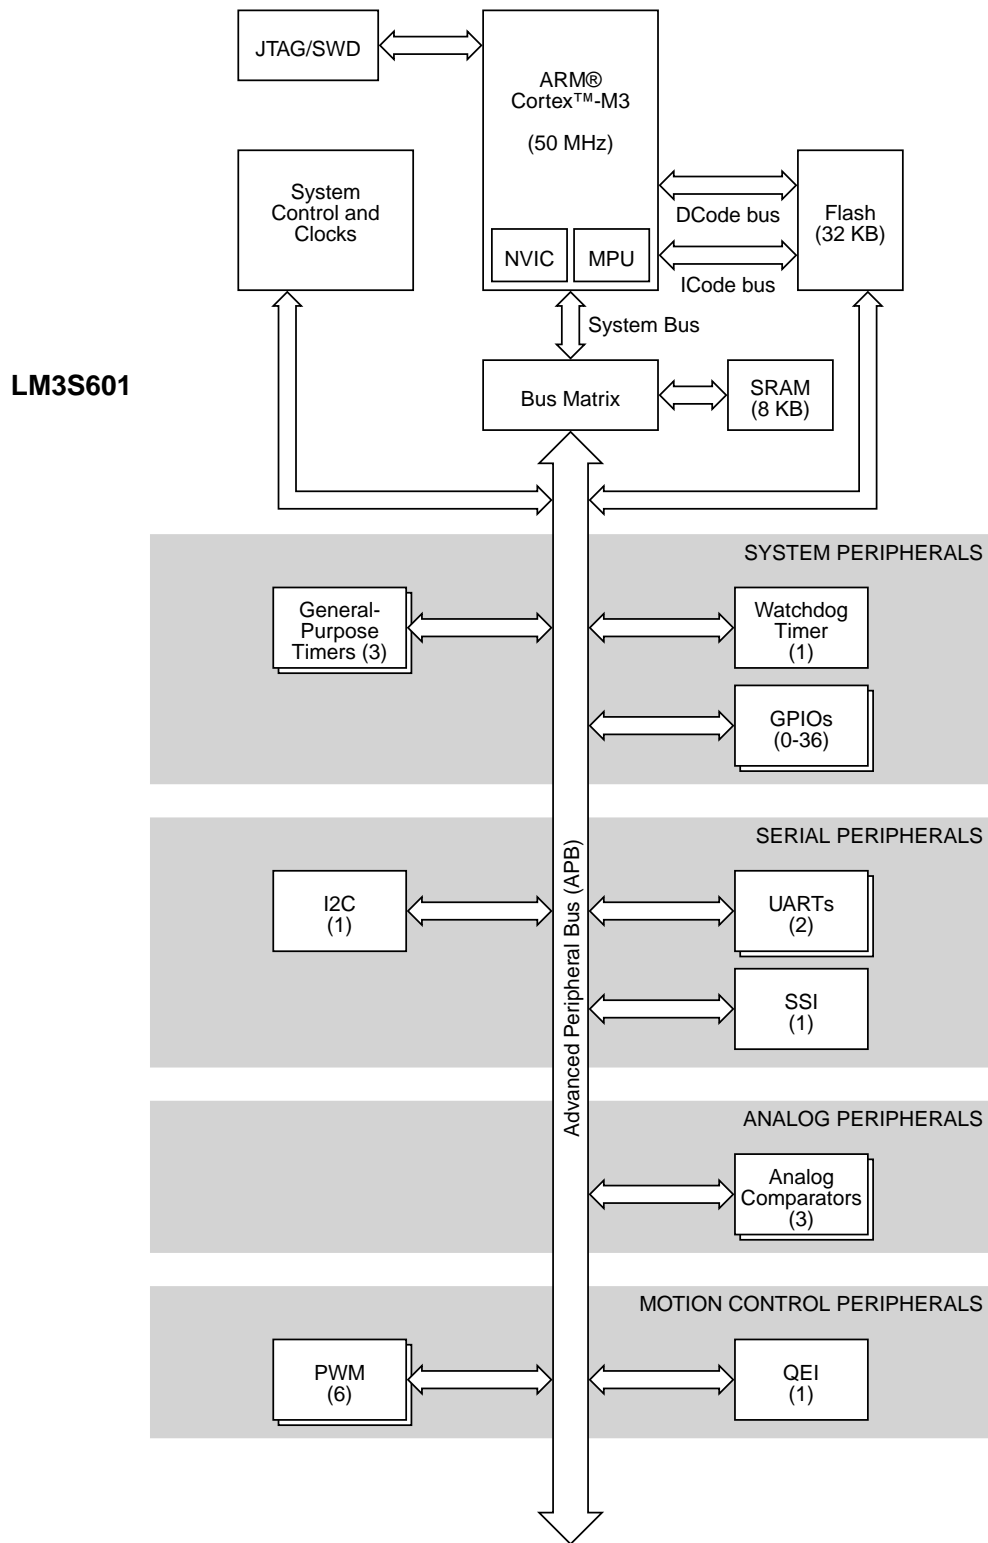 JTAG/SWD
ARM®
Cortex™-M3
(50 MHz)
System
Control and
Clocks
DCode bus
Flash
(32 KB)
NVIC
MPU
ICode bus
System Bus
LM3S601
Bus Matrix
SRAM
(8 KB)
SYSTEM PERIPHERALS
General-
Purpose
Timers (3)
Watchdog
Timer
(1)
GPIOs
(0-36)
SERIAL PERIPHERALS
Advanced Peripheral Bus (APB)
I2C
(1)
UARTs
(2)
SSI
(1)
ANALOG PERIPHERALS
Analog
Comparators
(3)
MOTION CONTROL PERIPHERALS
PWM
(6)
QEI
(1)